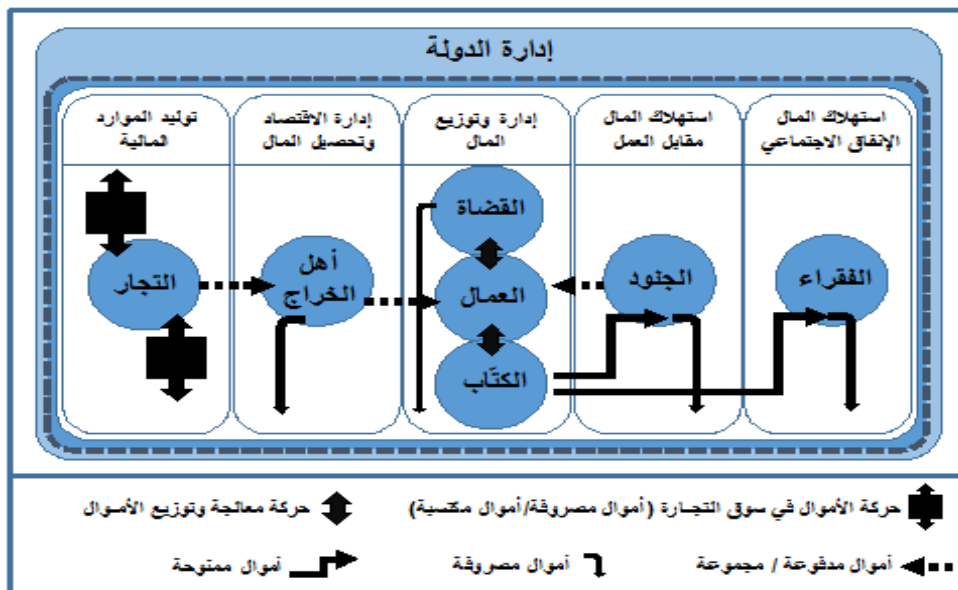 إدارة الدولة
استهلاك المال
الإنفاق الاجتماعي
استهلاك المال
مقابل العمل
إدارة وتوزيع
المال
إدارة الاقتصاد
وتحصيل المال
توليد الموارد
المالية
القضاة
الفقراء
الجنود
العمال
أهل
الخراج
التجار
الكتّاب
حركة الأموال في سوق التجارة (أموال مصروفة/أموال مكتسبة)
حركة معالجة وتوزيع الأموال
أموال مدفوعة / مجموعة
أموال مصروفة
أموال ممنوحة